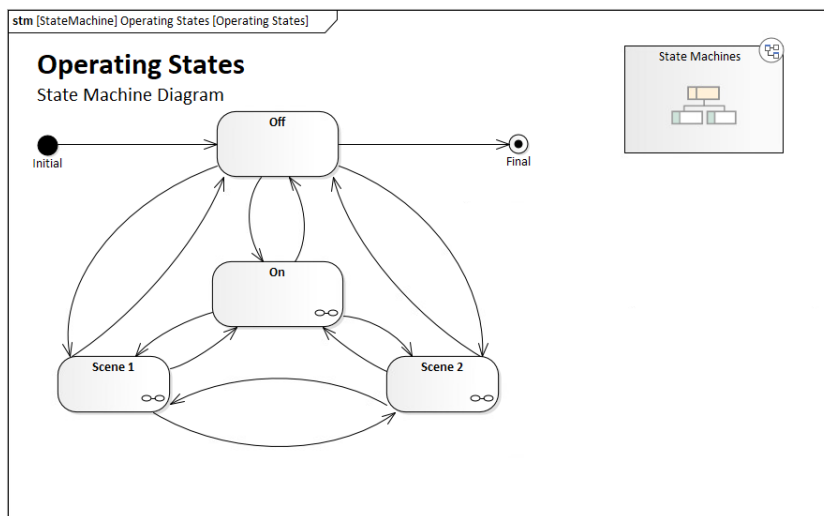 stm [StateMachine] Operating States [Operating States]
Operating States
State Machine Diagram
State Machines
Off
Initial
Final
On
Scene 1
Scene 2